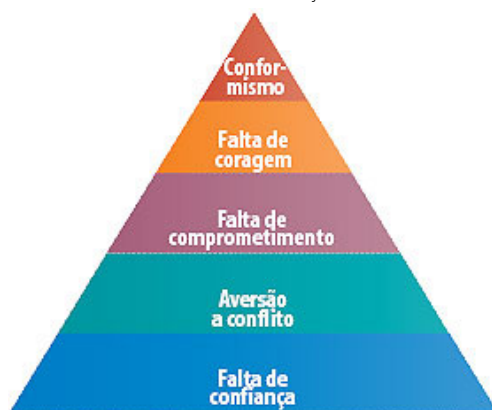 Confor-
mismo
Falta de
coragem
Falta de
comprometimento
Aversão
a conflito
Falta de
confiança